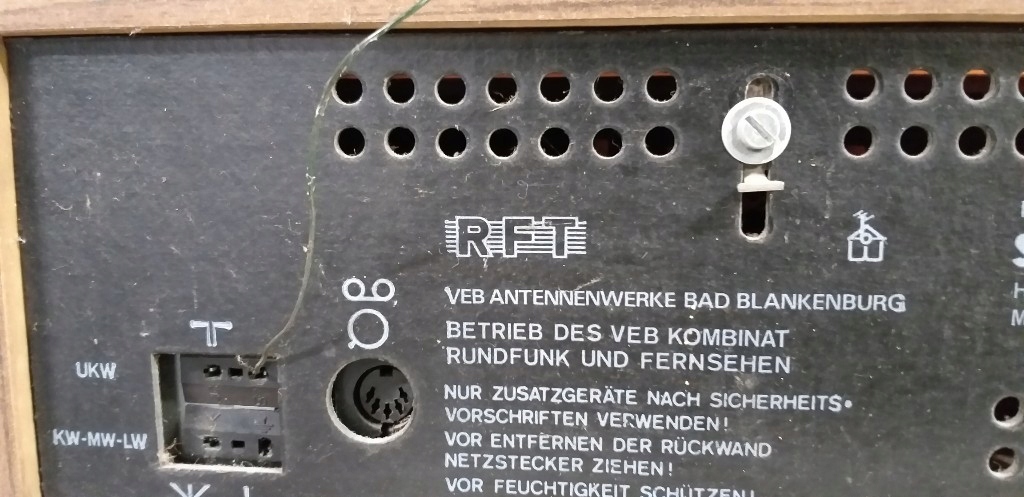 RFT
VEB ANTENNENWERKE BAD BLANKENBURG
BETRIEB DES VEB KOMBINAT
RUNDFUNK UND FERNSEHEN
UKW
NUR ZUSATZGERÄTE NACH SICHERHEITS•
VORSCHRIFTEN VERWENDEN!
KW-MW-LW
VOR ENTFERNEN DER RÜCKWAND
NETZSTECKER ZIEHEN!
VOR FEUCHTIGKEIT SCHÜTZEN!